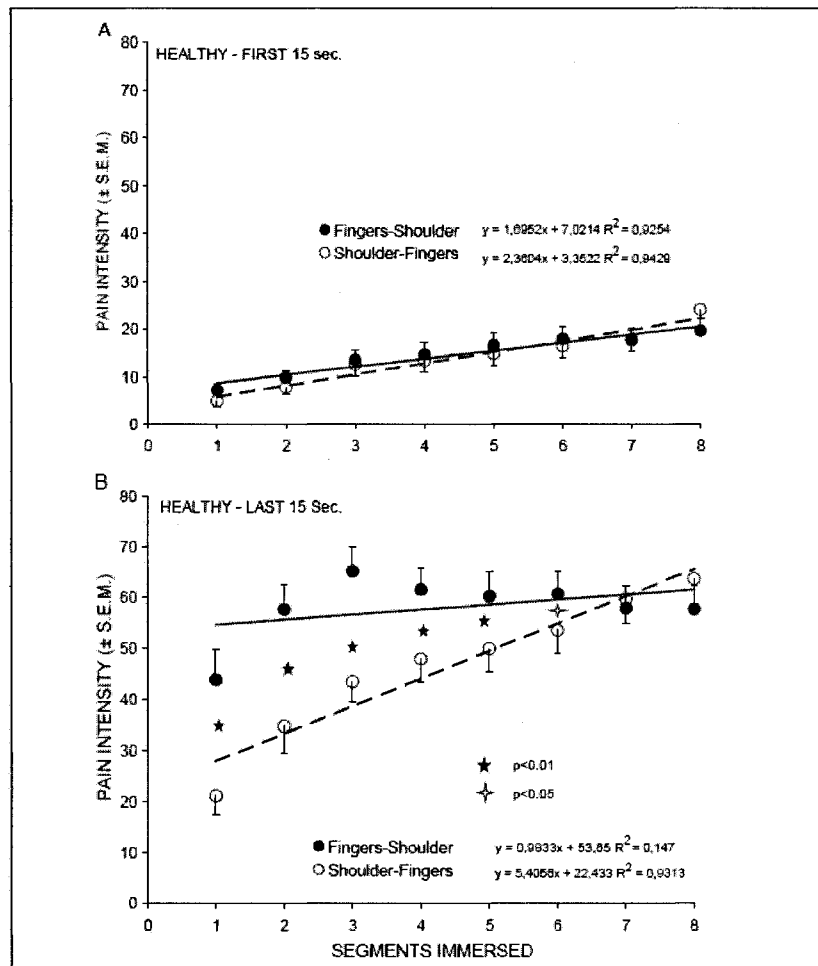 A
HEALTHY - FIRST 15 sec.
PAIN INTENSITY (± S.E.M.)
80
70
60
50
40
30
20
10
0
Fingers-Shoulder y = 1,6952x + 7,0214 R² = 0,9254
Shoulder-Fingers y = 2,3604x + 3,3522 R² = 0,9429
0 1 2 3 4 5 6 7 8
B
HEALTHY - LAST 15 Sec.
PAIN INTENSITY (± S.E.M.)
80
70
60
50
40
30
20
10
0
p<0.01
p<0.05
Fingers-Shoulder y = 0,9833x + 53,65 R² = 0,147
Shoulder-Fingers y = 5,4056x + 22,433 R² = 0,9313
0 1 2 3 4 5 6 7 8
SEGMENTS IMMERSED